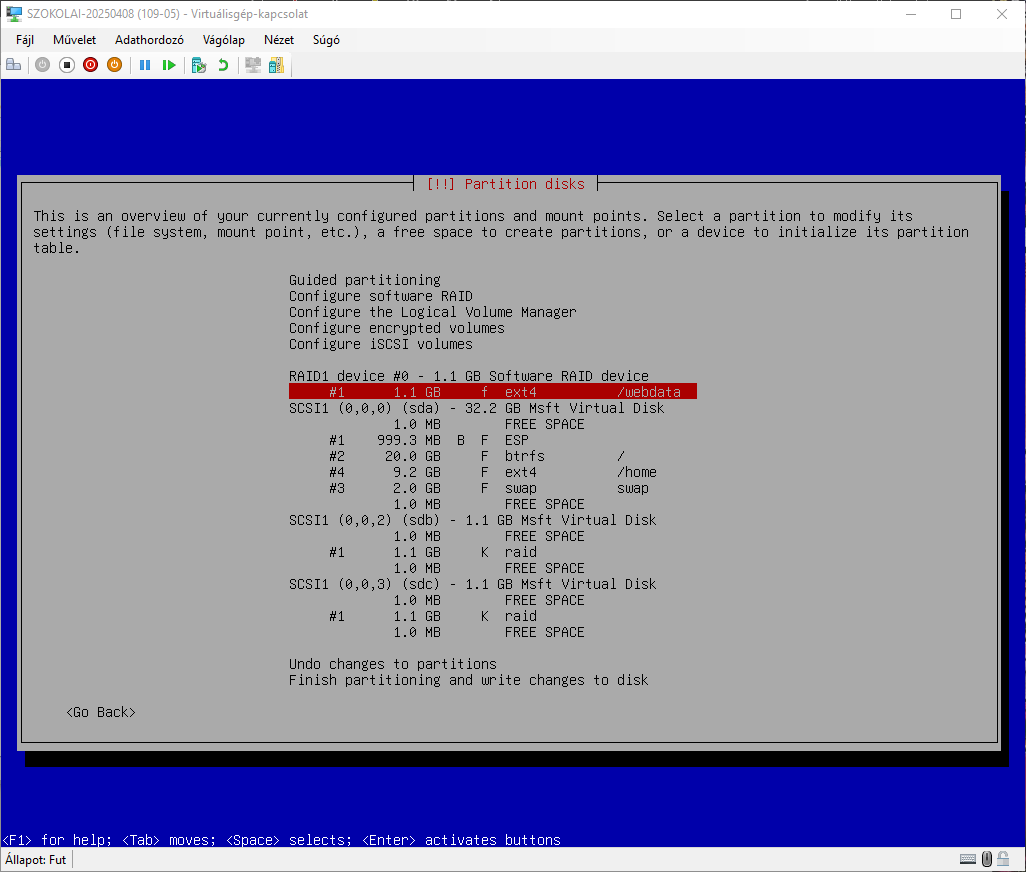 SZOKOLAI-20250408 (109-05) - Virtuálisgép-kapcsolat
Fájl Művelet Adathordozó Vágólap Nézet Súgó
[!!] Partition disks
This is an overview of your currently configured partitions and mount points. Select a partition to modify its
settings (file system, mount point, etc.), a free space to create partitions, or a device to initialize its partition
table.
Guided partitioning
Configure software RAID
Configure the Logical Volume Manager
Configure encrypted volumes
Configure iSCSI volumes
RAID1 device #0 - 1.1 GB Software RAID device
#1 1.1 GB f ext4 /webdata
SCSI1 (0,0,0) (sda) - 32.2 GB Msft Virtual Disk
1.0 MB FREE SPACE
#1 999.3 MB B F ESP
#2 20.0 GB F btrfs /
#4 9.2 GB F ext4 /home
#3 2.0 GB F swap swap
1.0 MB FREE SPACE
SCSI1 (0,0,2) (sdb) - 1.1 GB Msft Virtual Disk
1.0 MB FREE SPACE
#1 1.1 GB K raid
1.0 MB FREE SPACE
SCSI1 (0,0,3) (sdc) - 1.1 GB Msft Virtual Disk
1.0 MB FREE SPACE
#1 1.1 GB K raid
1.0 MB FREE SPACE
Undo changes to partitions
Finish partitioning and write changes to disk
<Go Back>
<F1> for help; <Tab> moves; <Space> selects; <Enter> activates buttons
Állapot: Fut